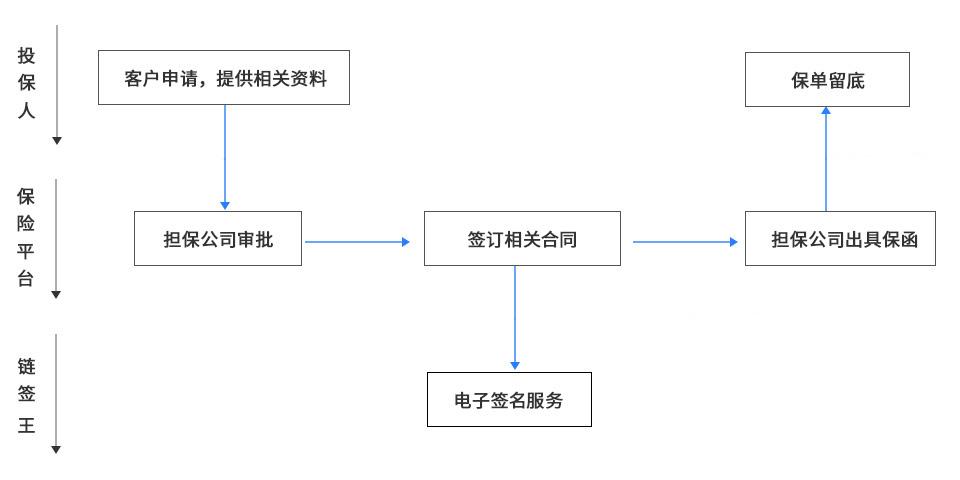 投保人
客户申请，提供相关资料
保单留底
保险平台
担保公司审批
签订相关合同
担保公司出具保函
链签王
电子签名服务